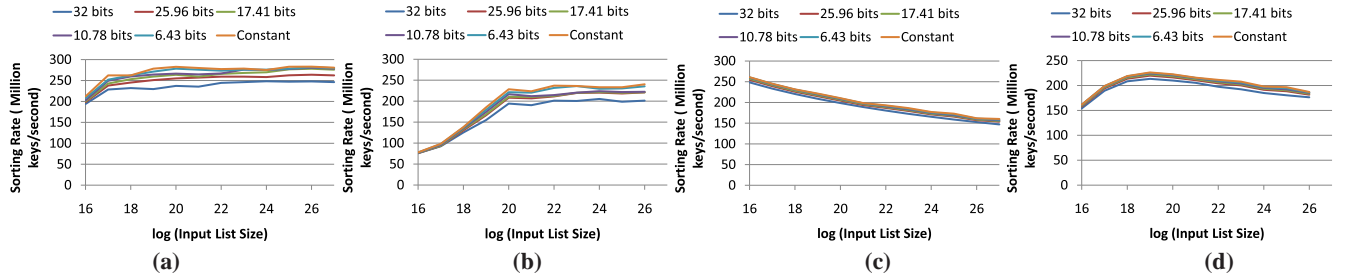 32 bits 25.96 bits 17.41 bits
10.78 bits 6.43 bits Constant
Sorting Rate ( Million
keys/second)
300
250
200
150
100
50
0
16 18 20 22 24 26
log (Input List Size)
(a)
32 bits 25.96 bits 17.41 bits
10.78 bits 6.43 bits Constant
Sorting Rate ( Million
keys/second)
300
250
200
150
100
50
0
16 18 20 22 24 26
log (Input List Size)
(b)
32 bits 25.96 bits 17.41 bits
10.78 bits 6.43 bits Constant
Sorting Rate ( Million
keys/second)
300
250
200
150
100
50
0
16 18 20 22 24 26
log (Input List Size)
(c)
32 bits 25.96 bits 17.41 bits
10.78 bits 6.43 bits Constant
Sorting Rate ( Million
keys/second)
250
200
150
100
50
0
16 18 20 22 24 26
log (Input List Size)
(d)